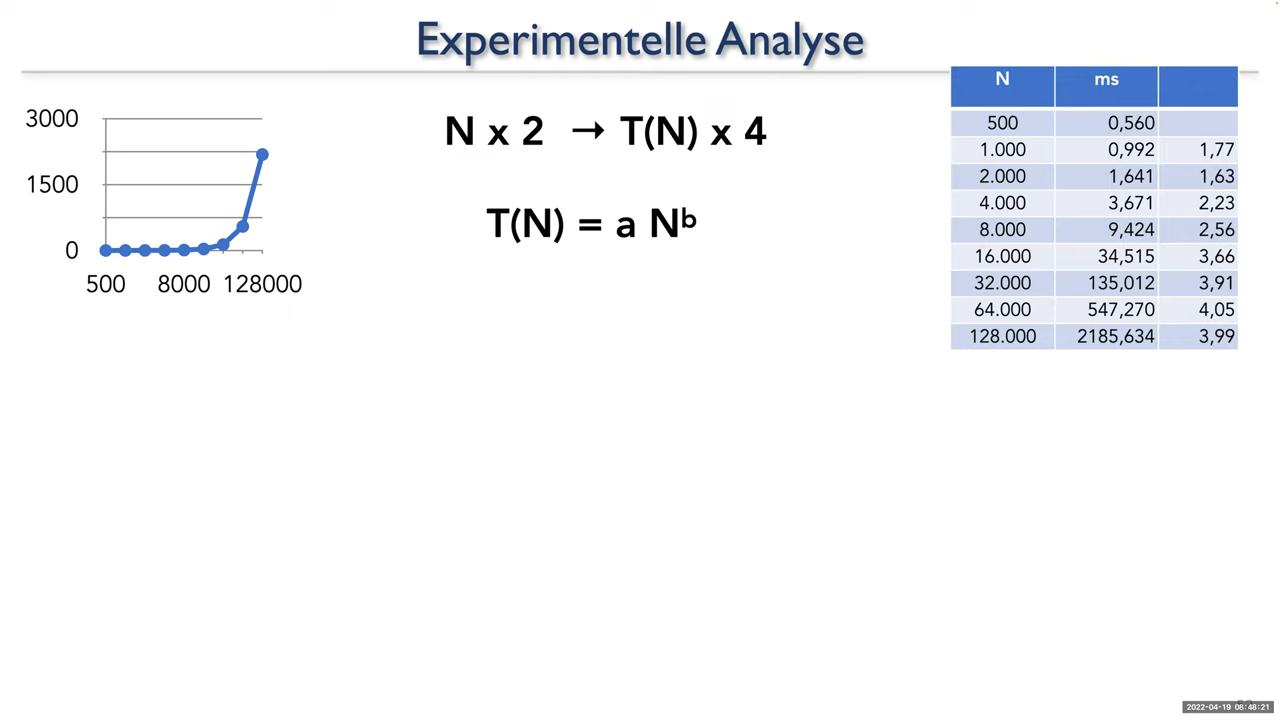 Experimentelle Analyse
3000
1500
0
500 8000 128000
N x 2 → T(N) x 4
T(N) = a Nᵇ
N ms
500 0,560
1.000 0,992 1,77
2.000 1,641 1,63
4.000 3,671 2,23
8.000 9,424 2,56
16.000 34,515 3,66
32.000 135,012 3,91
64.000 547,270 4,05
128.000 2185,634 3,99
2022-04-19 08:48:21